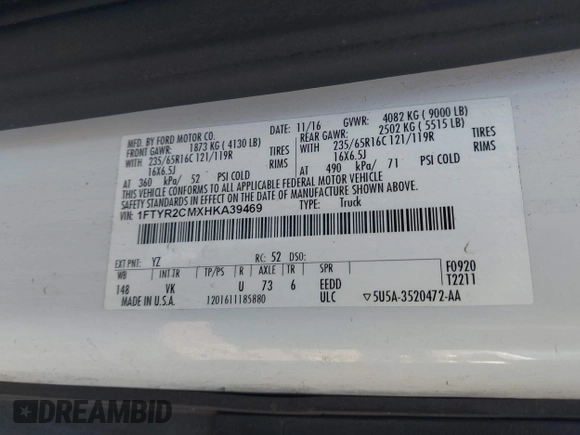 MFD. BY FORD MOTOR CO.
DATE: 11/16 GVWR: 4082 KG ( 9000 LB)
FRONT GAWR: 1873 KG ( 4130 LB) REAR GAWR: 2502 KG ( 5515 LB)
WITH 235/65R16C 121/119R TIRES WITH 235/65R16C 121/119R TIRES
16X6.5J RIMS 16X6.5J RIMS
AT 360 kPa/ 52 PSI COLD AT 490 kPa/ 71 PSI COLD
THIS VEHICLE CONFORMS TO ALL APPLICABLE FEDERAL MOTOR VEHICLE
SAFETY STANDARDS IN EFFECT ON THE DATE OF MANUFACTURE SHOWN ABOVE.
VIN: 1FTYR2CMXHKA39469 TYPE: Truck
EXT PNT: YZ RC: 52 DSO:
WB INT TR TP/PS R AXLE TR SPR F0920
148 VK U 73 6 EEDD T2211
MADE IN U.S.A. 1201611185880 ULC ▽5U5A-3520472-AA
DREAMBID